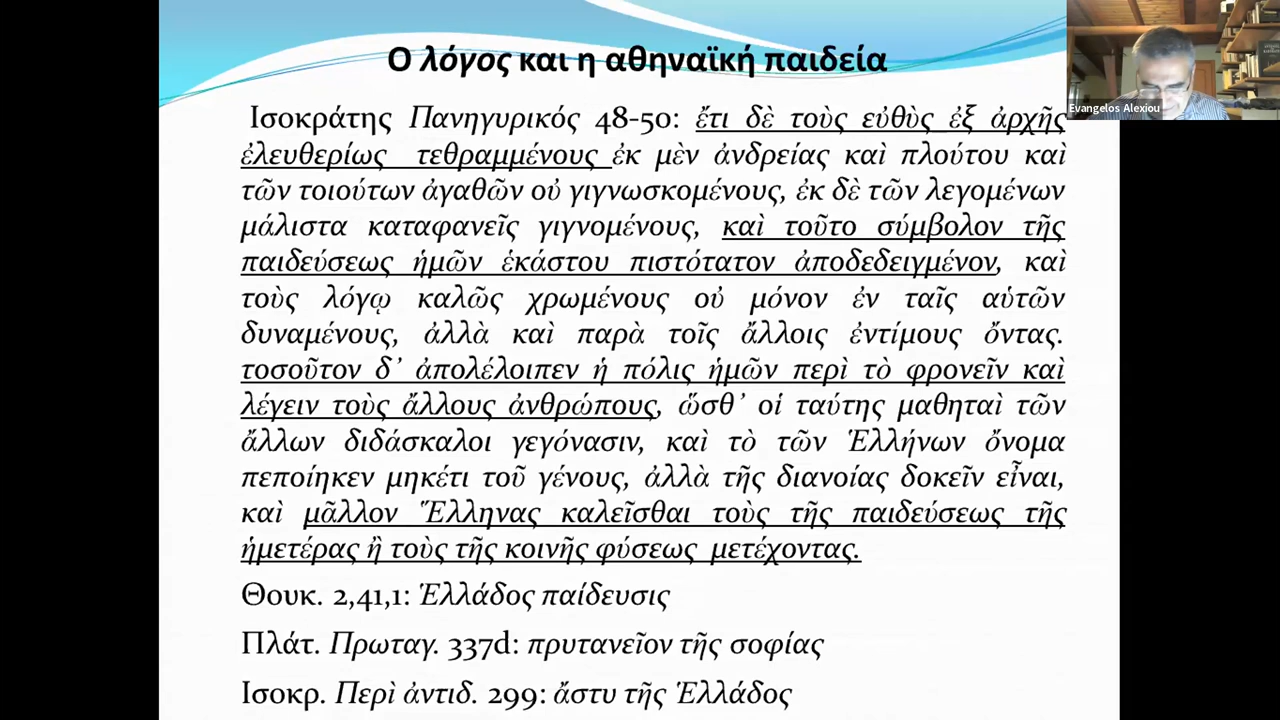 Ο λόγος και η αθηναϊκή παιδεία
Evangelos Alexiou
Ισοκράτης Πανηγυρικός 48-50: ἔτι δὲ τοὺς εὐθὺς ἐξ ἀρχῆς
ἐλευθερίως τεθραμμένους ἐκ μὲν ἀνδρείας καὶ πλούτου καὶ
τῶν τοιούτων ἀγαθῶν οὐ γιγνωσκομένους, ἐκ δὲ τῶν λεγομένων
μάλιστα καταφανεῖς γιγνομένους, καὶ τοῦτο σύμβολον τῆς
παιδεύσεως ἡμῶν ἑκάστου πιστότατον ἀποδεδειγμένον, καὶ
τοὺς λόγῳ καλῶς χρωμένους οὐ μόνον ἐν ταῖς αὑτῶν
δυναμένους, ἀλλὰ καὶ παρὰ τοῖς ἄλλοις ἐντίμους ὄντας.
τοσοῦτον δ᾽ ἀπολέλοιπεν ἡ πόλις ἡμῶν περὶ τὸ φρονεῖν καὶ
λέγειν τοὺς ἄλλους ἀνθρώπους, ὥσθ᾽ οἱ ταύτης μαθηταὶ τῶν
ἄλλων διδάσκαλοι γεγόνασιν, καὶ τὸ τῶν Ἑλλήνων ὄνομα
πεποίηκεν μηκέτι τοῦ γένους, ἀλλὰ τῆς διανοίας δοκεῖν εἶναι,
καὶ μᾶλλον Ἕλληνας καλεῖσθαι τοὺς τῆς παιδεύσεως τῆς
ἡμετέρας ἢ τοὺς τῆς κοινῆς φύσεως μετέχοντας.
Θουκ. 2,41,1: Ἑλλάδος παίδευσις
Πλάτ. Πρωταγ. 337d: πρυτανεῖον τῆς σοφίας
Ισοκρ. Περὶ ἀντιδ. 299: ἄστυ τῆς Ἑλλάδος